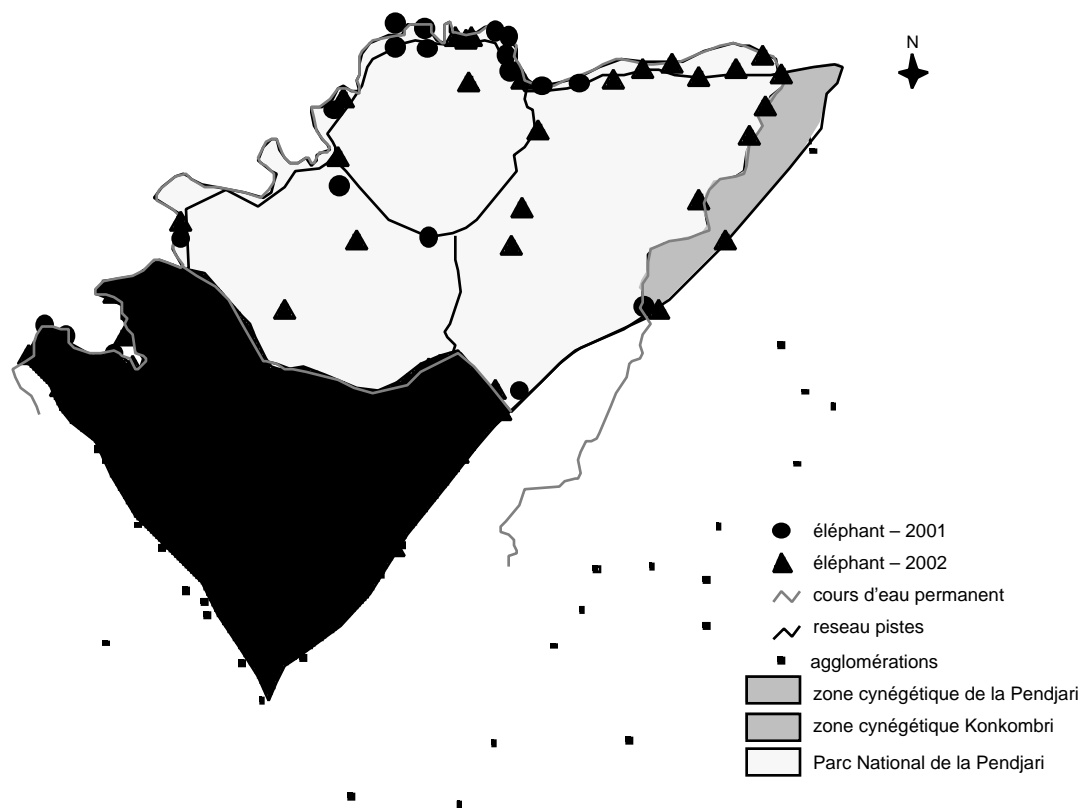 N
éléphant – 2001
éléphant – 2002
cours d'eau permanent
reseau pistes
agglomérations
zone cynégétique de la Pendjari
zone cynégétique Konkombri
Parc National de la Pendjari